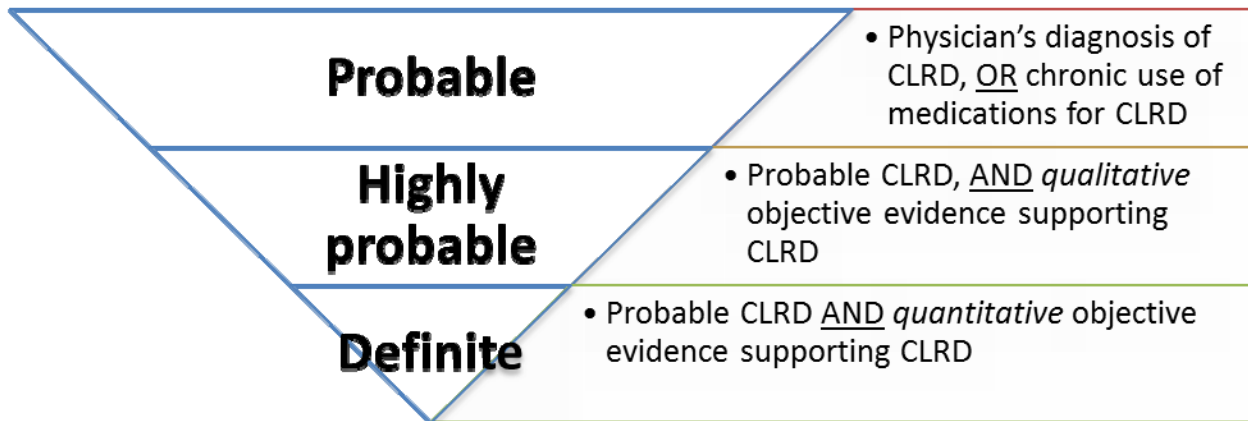 Probable
• Physician’s diagnosis of
CLRD, OR chronic use of
medications for CLRD
Highly
probable
• Probable CLRD, AND qualitative
objective evidence supporting
CLRD
Definite
• Probable CLRD AND quantitative objective
evidence supporting CLRD